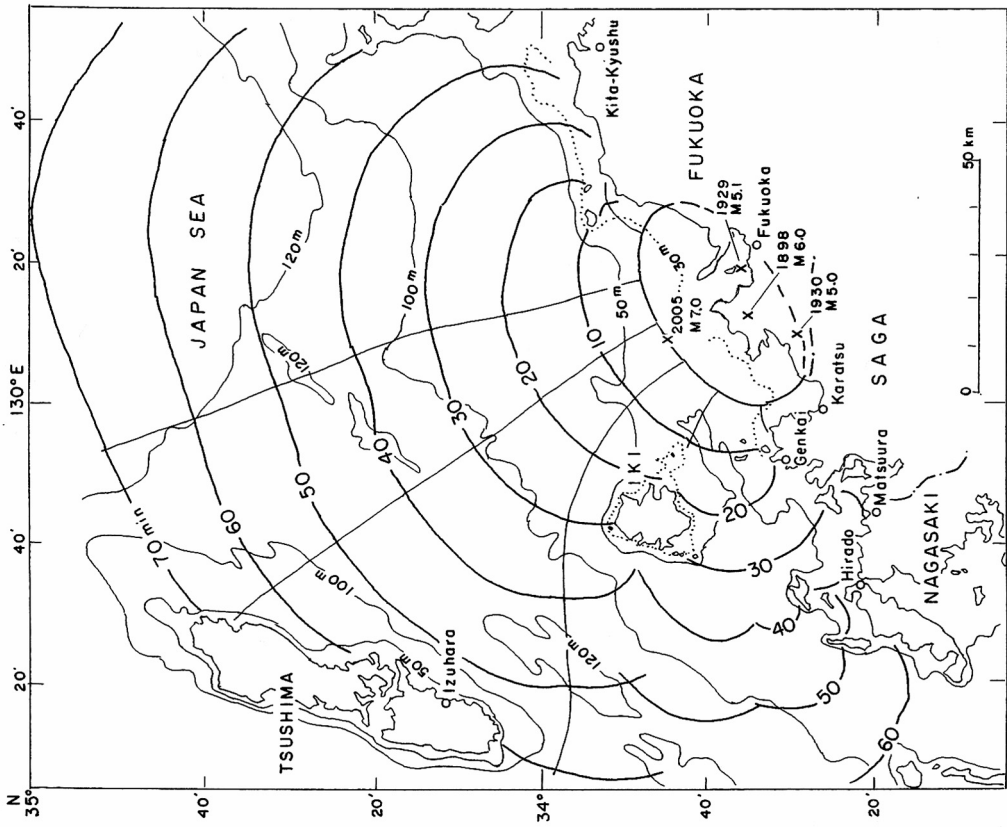 N
35°
40'
20'
34°
40'
20'
20'
40'
130°E
20'
40'
TSUSHIMA
JAPAN SEA
IKI
FUKUOKA
SAGA
NAGASAKI
Izuhara
Kita-Kyushu
Fukuoka
Karatsu
Genkai
Matsuura
Hirado
70 min
60
50
40
30
20
10
20
30
40
50
60
120m
120m
100m
50m
30m
100m
50m
120m
2005
M7.0
1929
M5.1
1898
M6.0
1930
M5.0
0
50 km